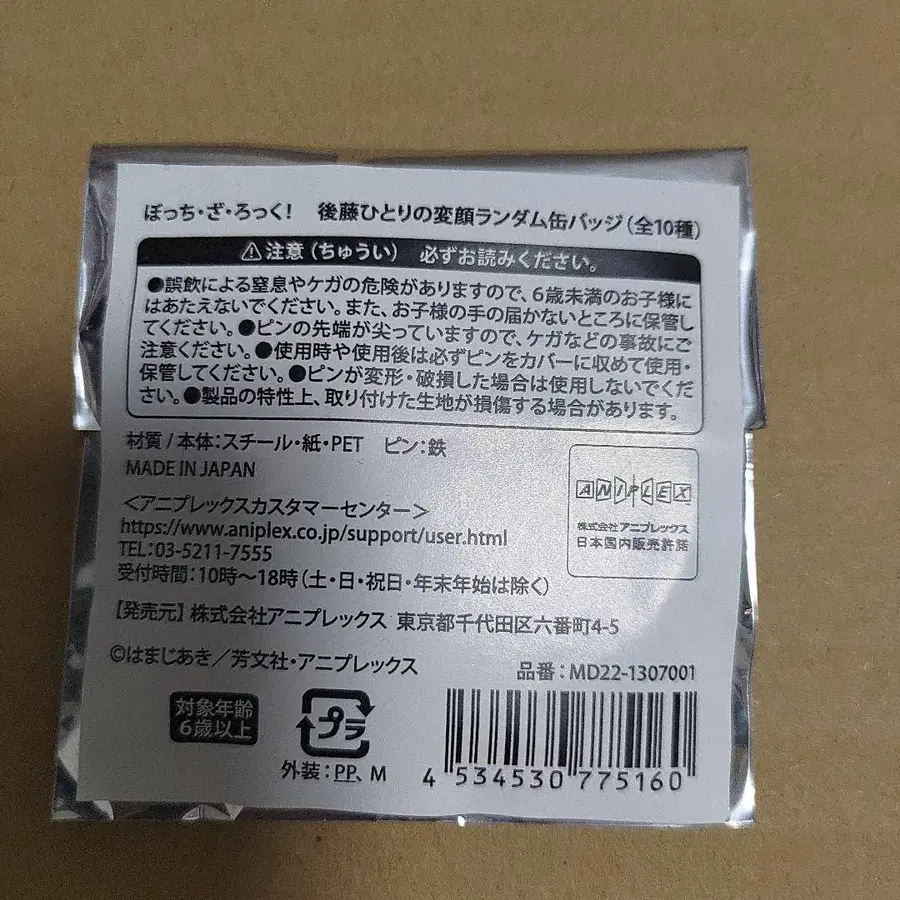 ぼっち・ざ・ろっく! 後藤ひとりの変顔ランダム缶バッジ(全10種)
⚠注意(ちゅうい) 必ずお読みください。
●誤飲による窒息やケガの危険がありますので、6歳未満のお子様に
はあたえないでください。また、お子様の手の届かないところに保管し
てください。●ピンの先端が尖っていますので、ケガなどの事故にご
注意ください。●使用時や使用後は必ずピンをカバーに収めて使用・
保管してください。●ピンが変形・破損した場合は使用しないでくだ
さい。●製品の特性上、取り付けた生地が損傷する場合があります。
材質/本体:スチール・紙・PET ピン:鉄
MADE IN JAPAN
<アニプレックスカスタマーセンター>
https://www.aniplex.co.jp/support/user.html
TEL:03-5211-7555
受付時間:10時~18時(土・日・祝日・年末年始は除く)
ANIPLEX
株式会社アニプレックス
日本国内販売許諾
【発売元】株式会社アニプレックス 東京都千代田区六番町4-5
©はまじあき/芳文社・アニプレックス
品番:MD22-1307001
対象年齢
6歳以上
プラ
外装:PP、M
4 534530 775160